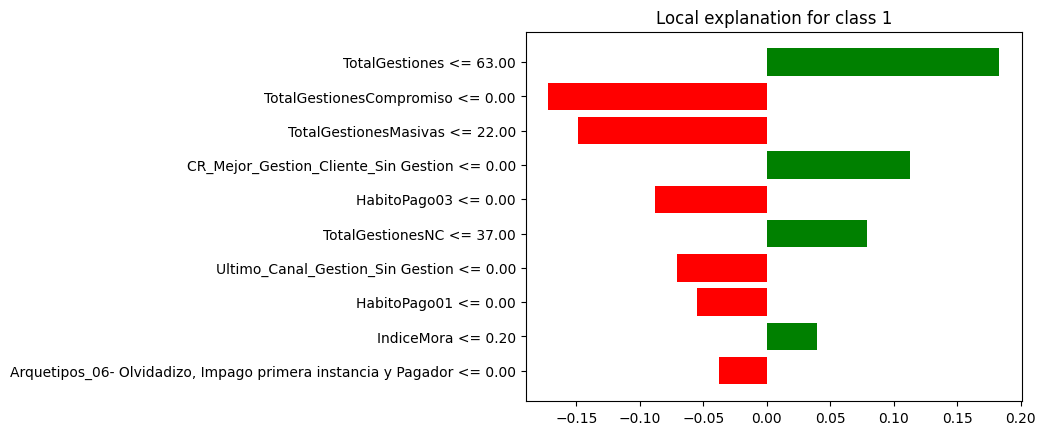 Local explanation for class 1
TotalGestiones <= 63.00
TotalGestionesCompromiso <= 0.00
TotalGestionesMasivas <= 22.00
CR_Mejor_Gestion_Cliente_Sin Gestion <= 0.00
HabitoPago03 <= 0.00
TotalGestionesNC <= 37.00
Ultimo_Canal_Gestion_Sin Gestion <= 0.00
HabitoPago01 <= 0.00
IndiceMora <= 0.20
Arquetipos_06- Olvidadizo, Impago primera instancia y Pagador <= 0.00
−0.15 −0.10 −0.05 0.00 0.05 0.10 0.15 0.20